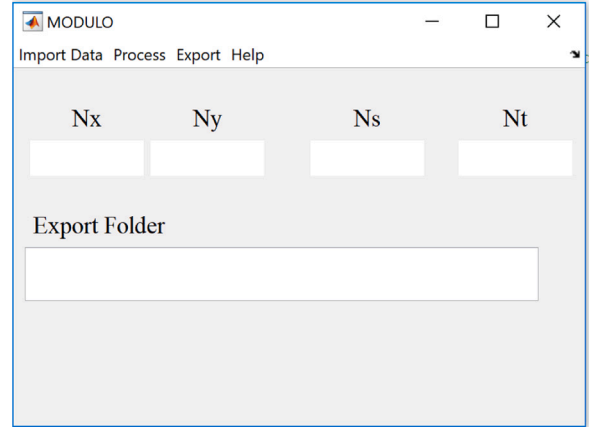 MODULO
Import Data Process Export Help
Nx Ny Ns Nt
Export Folder